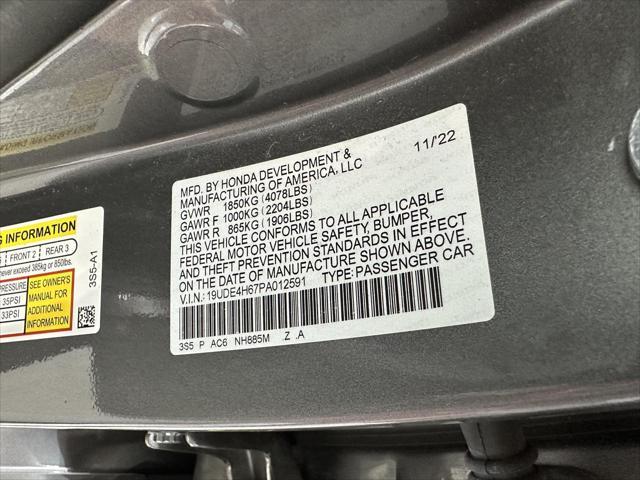 MFD. BY HONDA DEVELOPMENT & 11/'22
MANUFACTURING OF AMERICA, LLC
GVWR 1850KG (4078LBS)
GAWR F 1000KG (2204LBS)
GAWR R 865KG (1906LBS)
THIS VEHICLE CONFORMS TO ALL APPLICABLE
FEDERAL MOTOR VEHICLE SAFETY, BUMPER,
AND THEFT PREVENTION STANDARDS IN EFFECT
ON THE DATE OF MANUFACTURE SHOWN ABOVE.
V.I.N.: 19UDE4H67PA012591 TYPE: PASSENGER CAR
3S5 P AC6 NH885M .Z .A
INFORMATION
FRONT 2 REAR 3
never exceed 385kg or 850lbs.
SEE OWNER'S
MANUAL FOR
ADDITIONAL
INFORMATION
35PSI
33PSI
3S5-A1